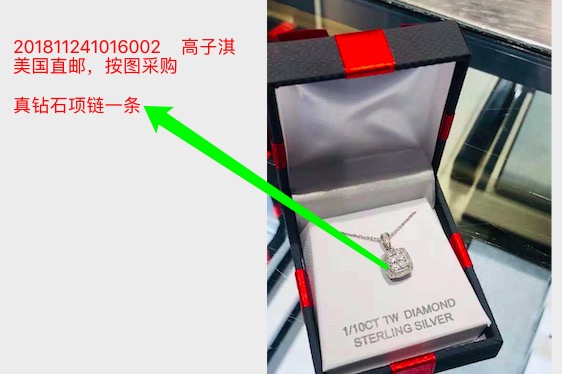 201811241016002 高子淇
美国直邮，按图采购
真钻石项链一条
1/10CT TW DIAMOND
STERLING SILVER